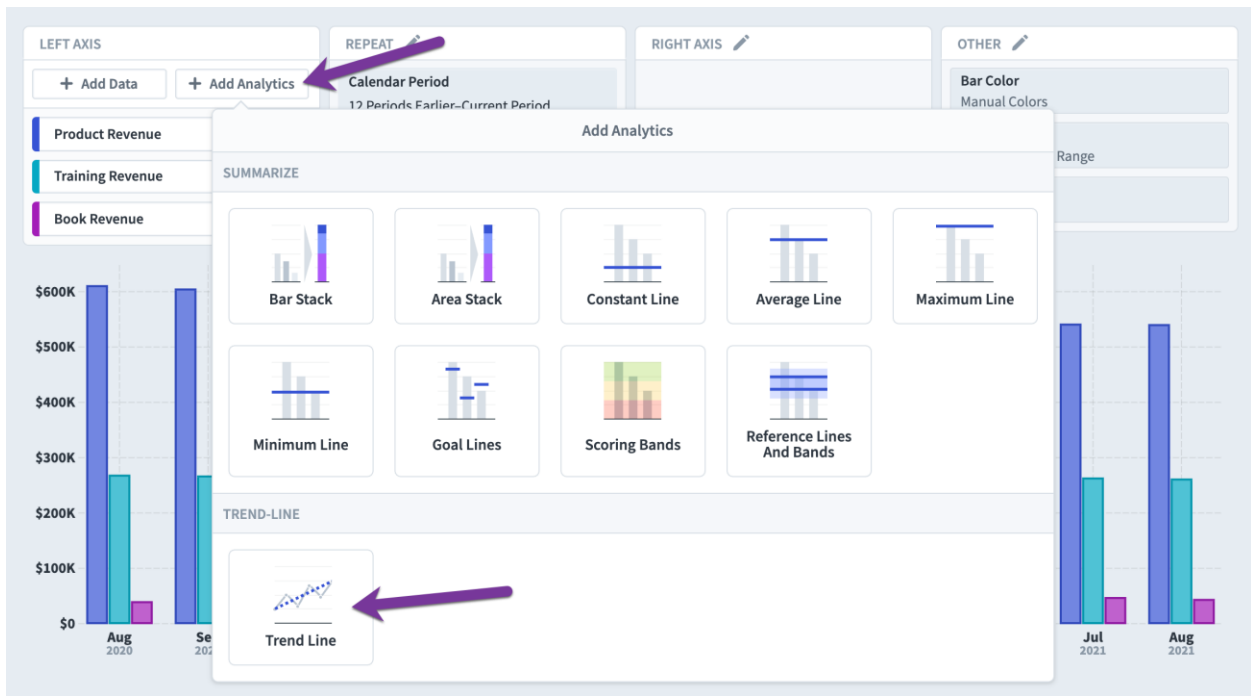 LEFT AXIS
REPEAT
RIGHT AXIS
OTHER
+ Add Data
+ Add Analytics
Calendar Period
12 Periods Earlier–Current Period
Bar Color
Manual Colors
Range
Product Revenue
Training Revenue
Book Revenue
Add Analytics
SUMMARIZE
Bar Stack
Area Stack
Constant Line
Average Line
Maximum Line
Minimum Line
Goal Lines
Scoring Bands
Reference Lines
And Bands
TREND-LINE
Trend Line
$600K
$500K
$400K
$300K
$200K
$100K
$0
Aug
2020
Se
202
Jul
2021
Aug
2021